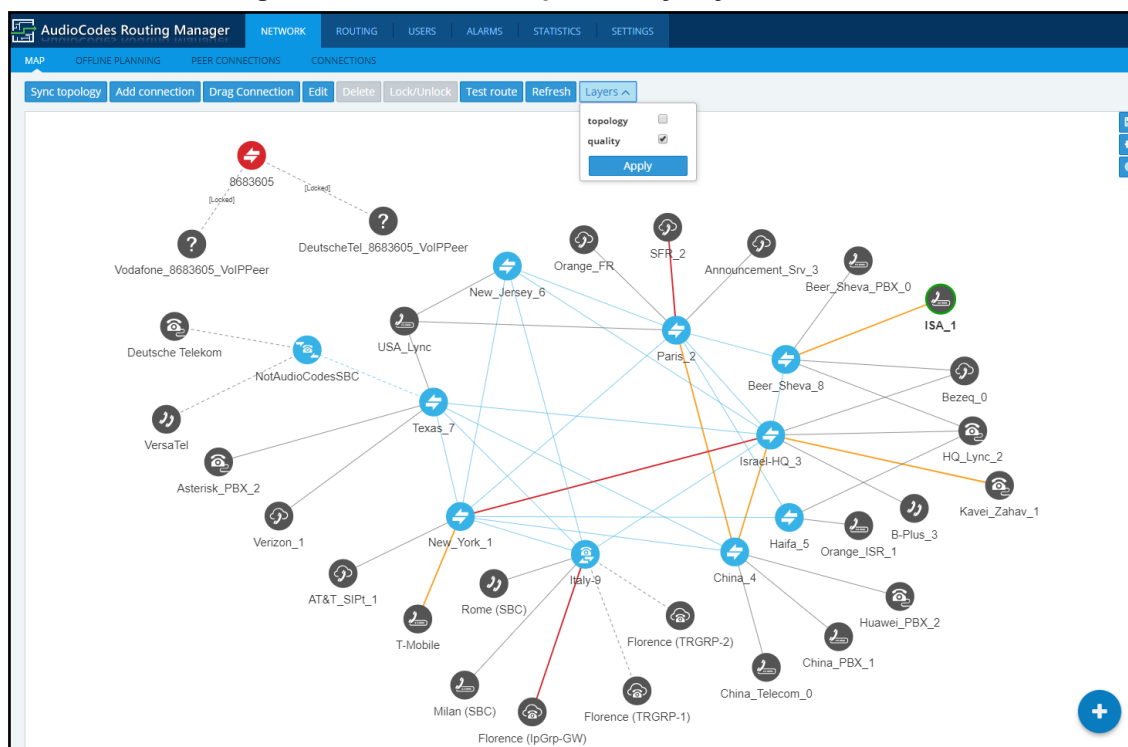 AudioCodes Routing Manager NETWORK ROUTING USERS ALARMS STATISTICS SETTINGS
MAP OFFLINE PLANNING PEER CONNECTIONS CONNECTIONS
Sync topology Add connection Drag Connection Edit Delete Lock/Unlock Test route Refresh Layers
topology
quality
Apply
8683605
[Locked]
[Locked]
DeutscheTel_8683605_VoIPPeer
Vodafone_8683605_VoIPPeer
Orange_FR
SFR_2
Announcement_Srv_3
Beer_Sheva_PBX_0
New_Jersey_6
ISA_1
USA_Lync
Deutsche Telekom
Paris_2
NotAudioCodesSBC
Beer_Sheva_8
Bezeq_0
VersaTel
Texas_7
Israel-HQ_3
HQ_Lync_2
Asterisk_PBX_2
Kavei_Zahav_1
B-Plus_3
Verizon_1
New_York_1
Haifa_5
Orange_ISR_1
Italy-9
China_4
AT&T_SIPt_1
Rome (SBC)
Huawei_PBX_2
T-Mobile
Florence (TRGRP-2)
China_PBX_1
China_Telecom_0
Milan (SBC)
Florence (TRGRP-1)
Florence (IpGrp-GW)